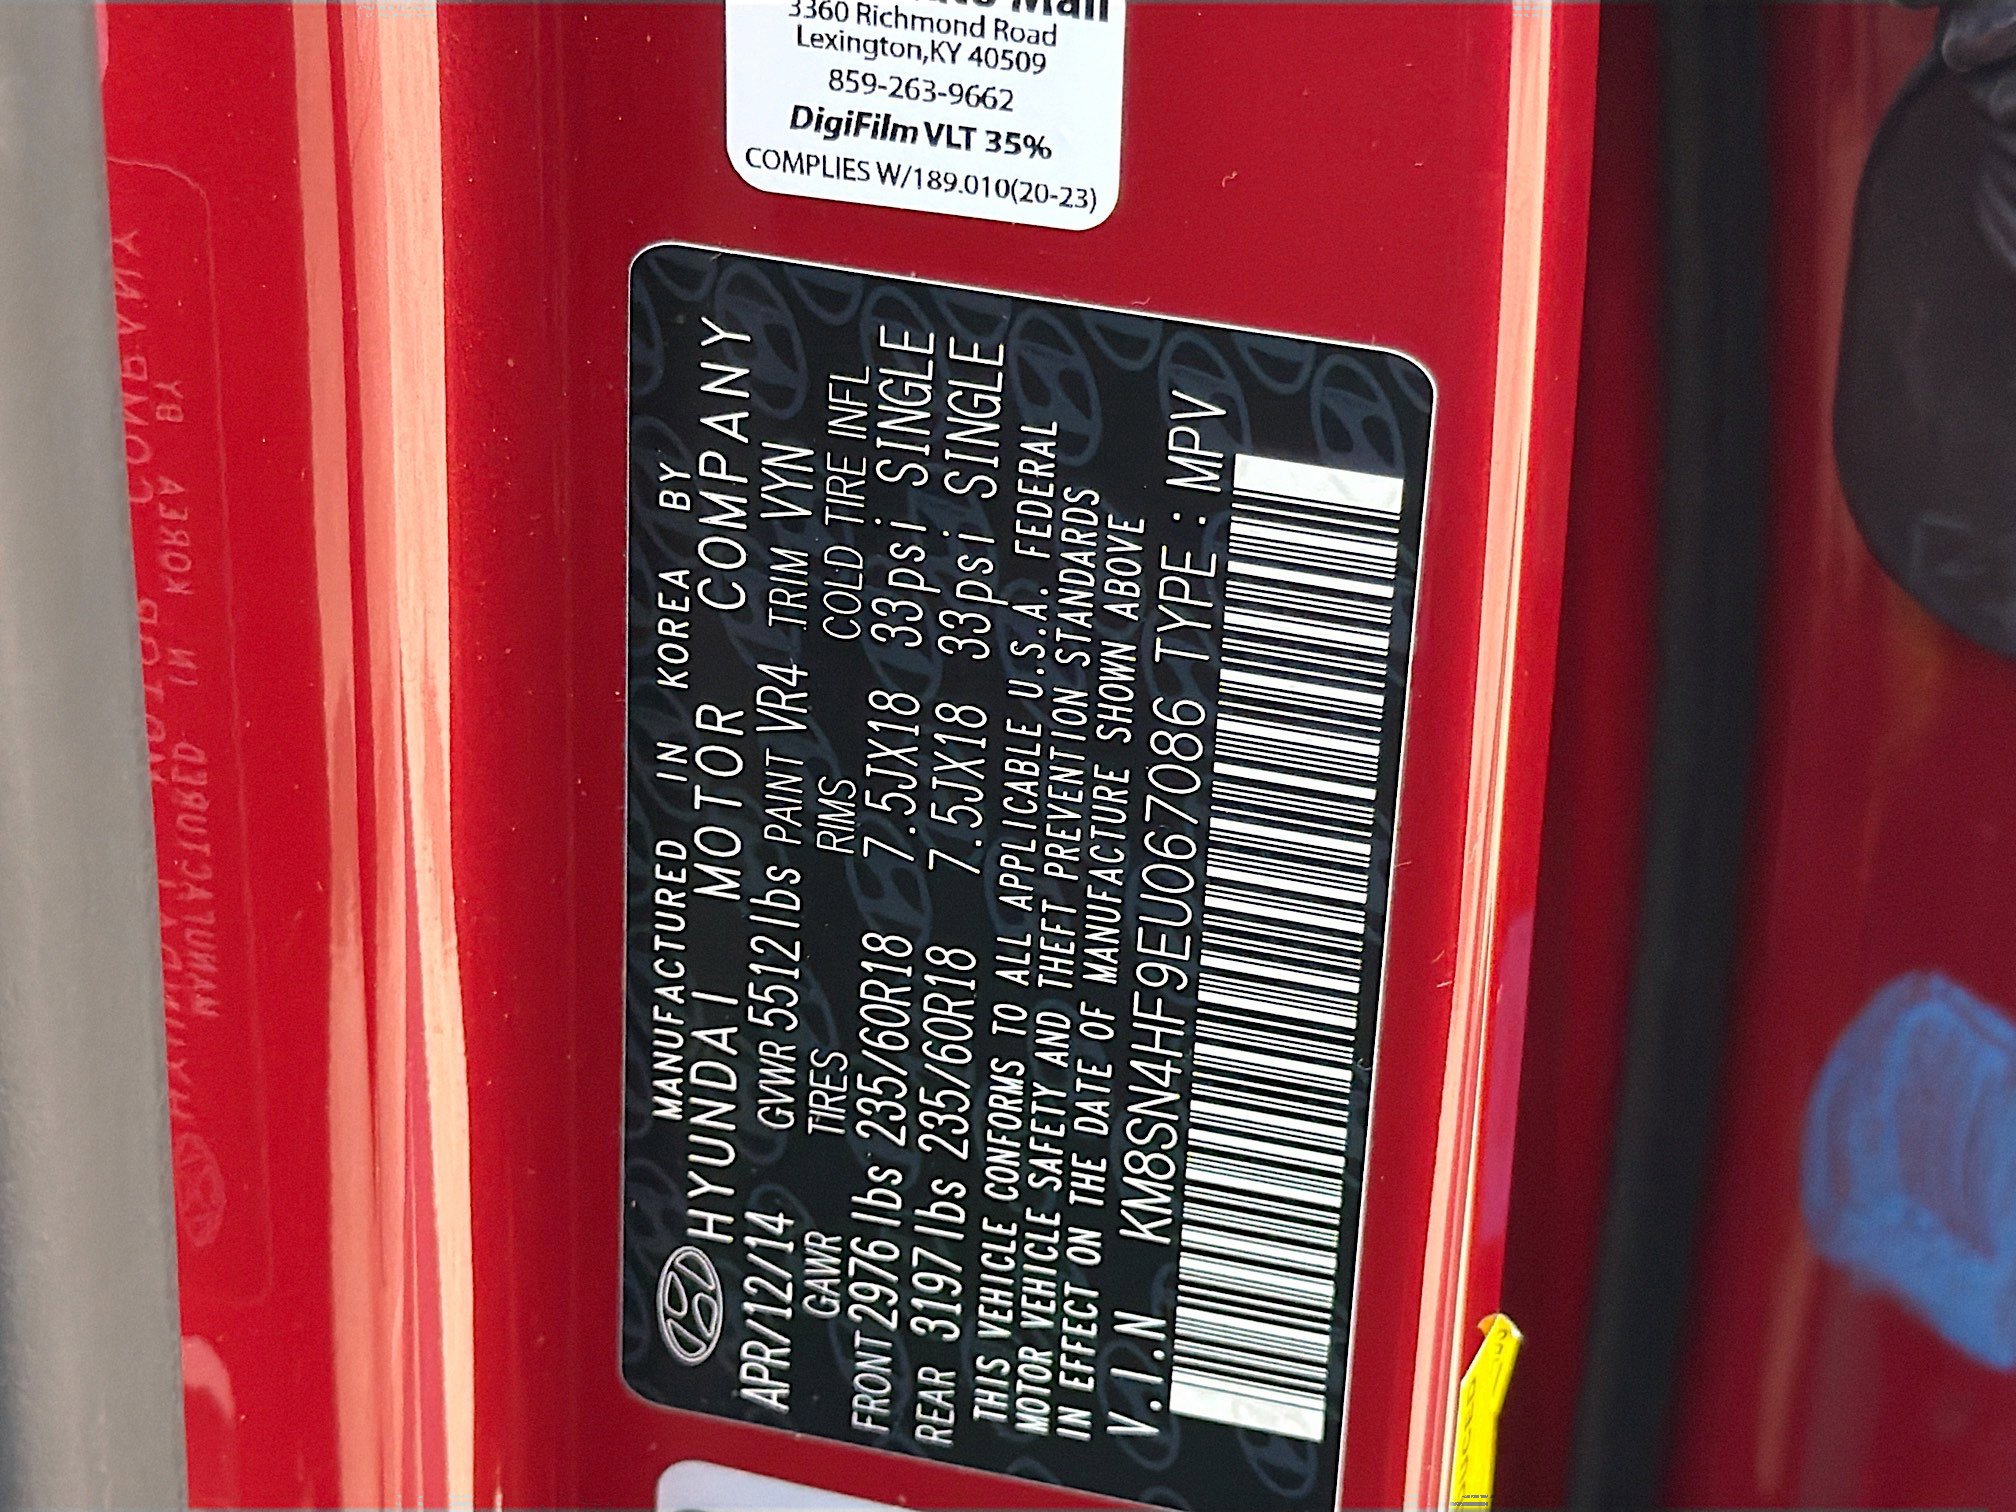 3360 Richmond Road
Lexington,KY 40509
859-263-9662
DigiFilm VLT 35%
COMPLIES W/189.010(20-23)
MANUFACTURED IN KOREA BY
HYUNDAI MOTOR COMPANY
APR/12/14 GVWR 5512lbs PAINT VR4 TRIM VYN
GAWR TIRES RIMS COLD TIRE INFL
FRONT 2976 lbs 235/60R18 7.5JX18 33psi SINGLE
REAR 3197 lbs 235/60R18 7.5JX18 33psi SINGLE
THIS VEHICLE CONFORMS TO ALL APPLICABLE U.S.A. FEDERAL
MOTOR VEHICLE SAFETY AND THEFT PREVENTION STANDARDS
IN EFFECT ON THE DATE OF MANUFACTURE SHOWN ABOVE
V.I.N KM8SN4HF9EU067086 TYPE : MPV